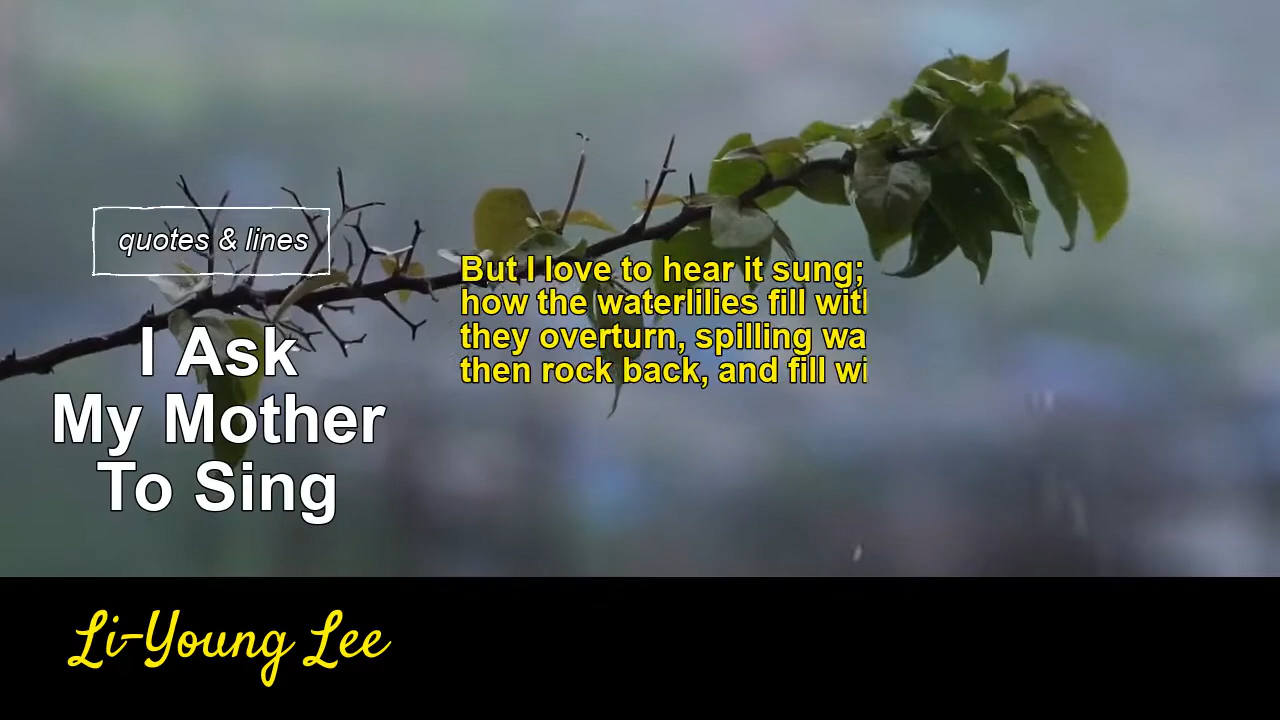 quotes & lines
I Ask
My Mother
To Sing
But I love to hear it sung;
how the waterlilies fill
they overturn, spilling
then rock back, and fill
Li-Young Lee